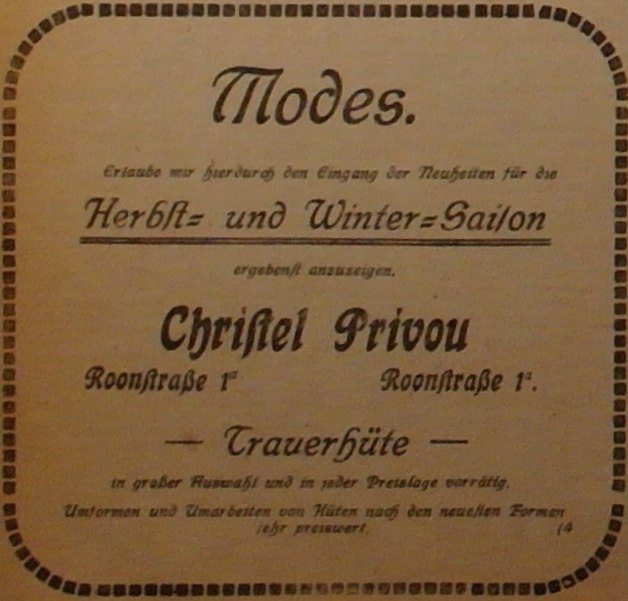 Modes.
Erlaube mir hierdurch den Eingang der Neuheiten für die
Herbst= und Winter=Saison
ergebenst anzuzeigen.
Christel Privou
Roonstraße 1ª Roonstraße 1ª.
— Trauerhüte —
in großer Auswahl und in jeder Preislage vorrätig.
Umformen und Umarbeiten von Hüten nach den neuesten Formen
sehr preiswert. (4